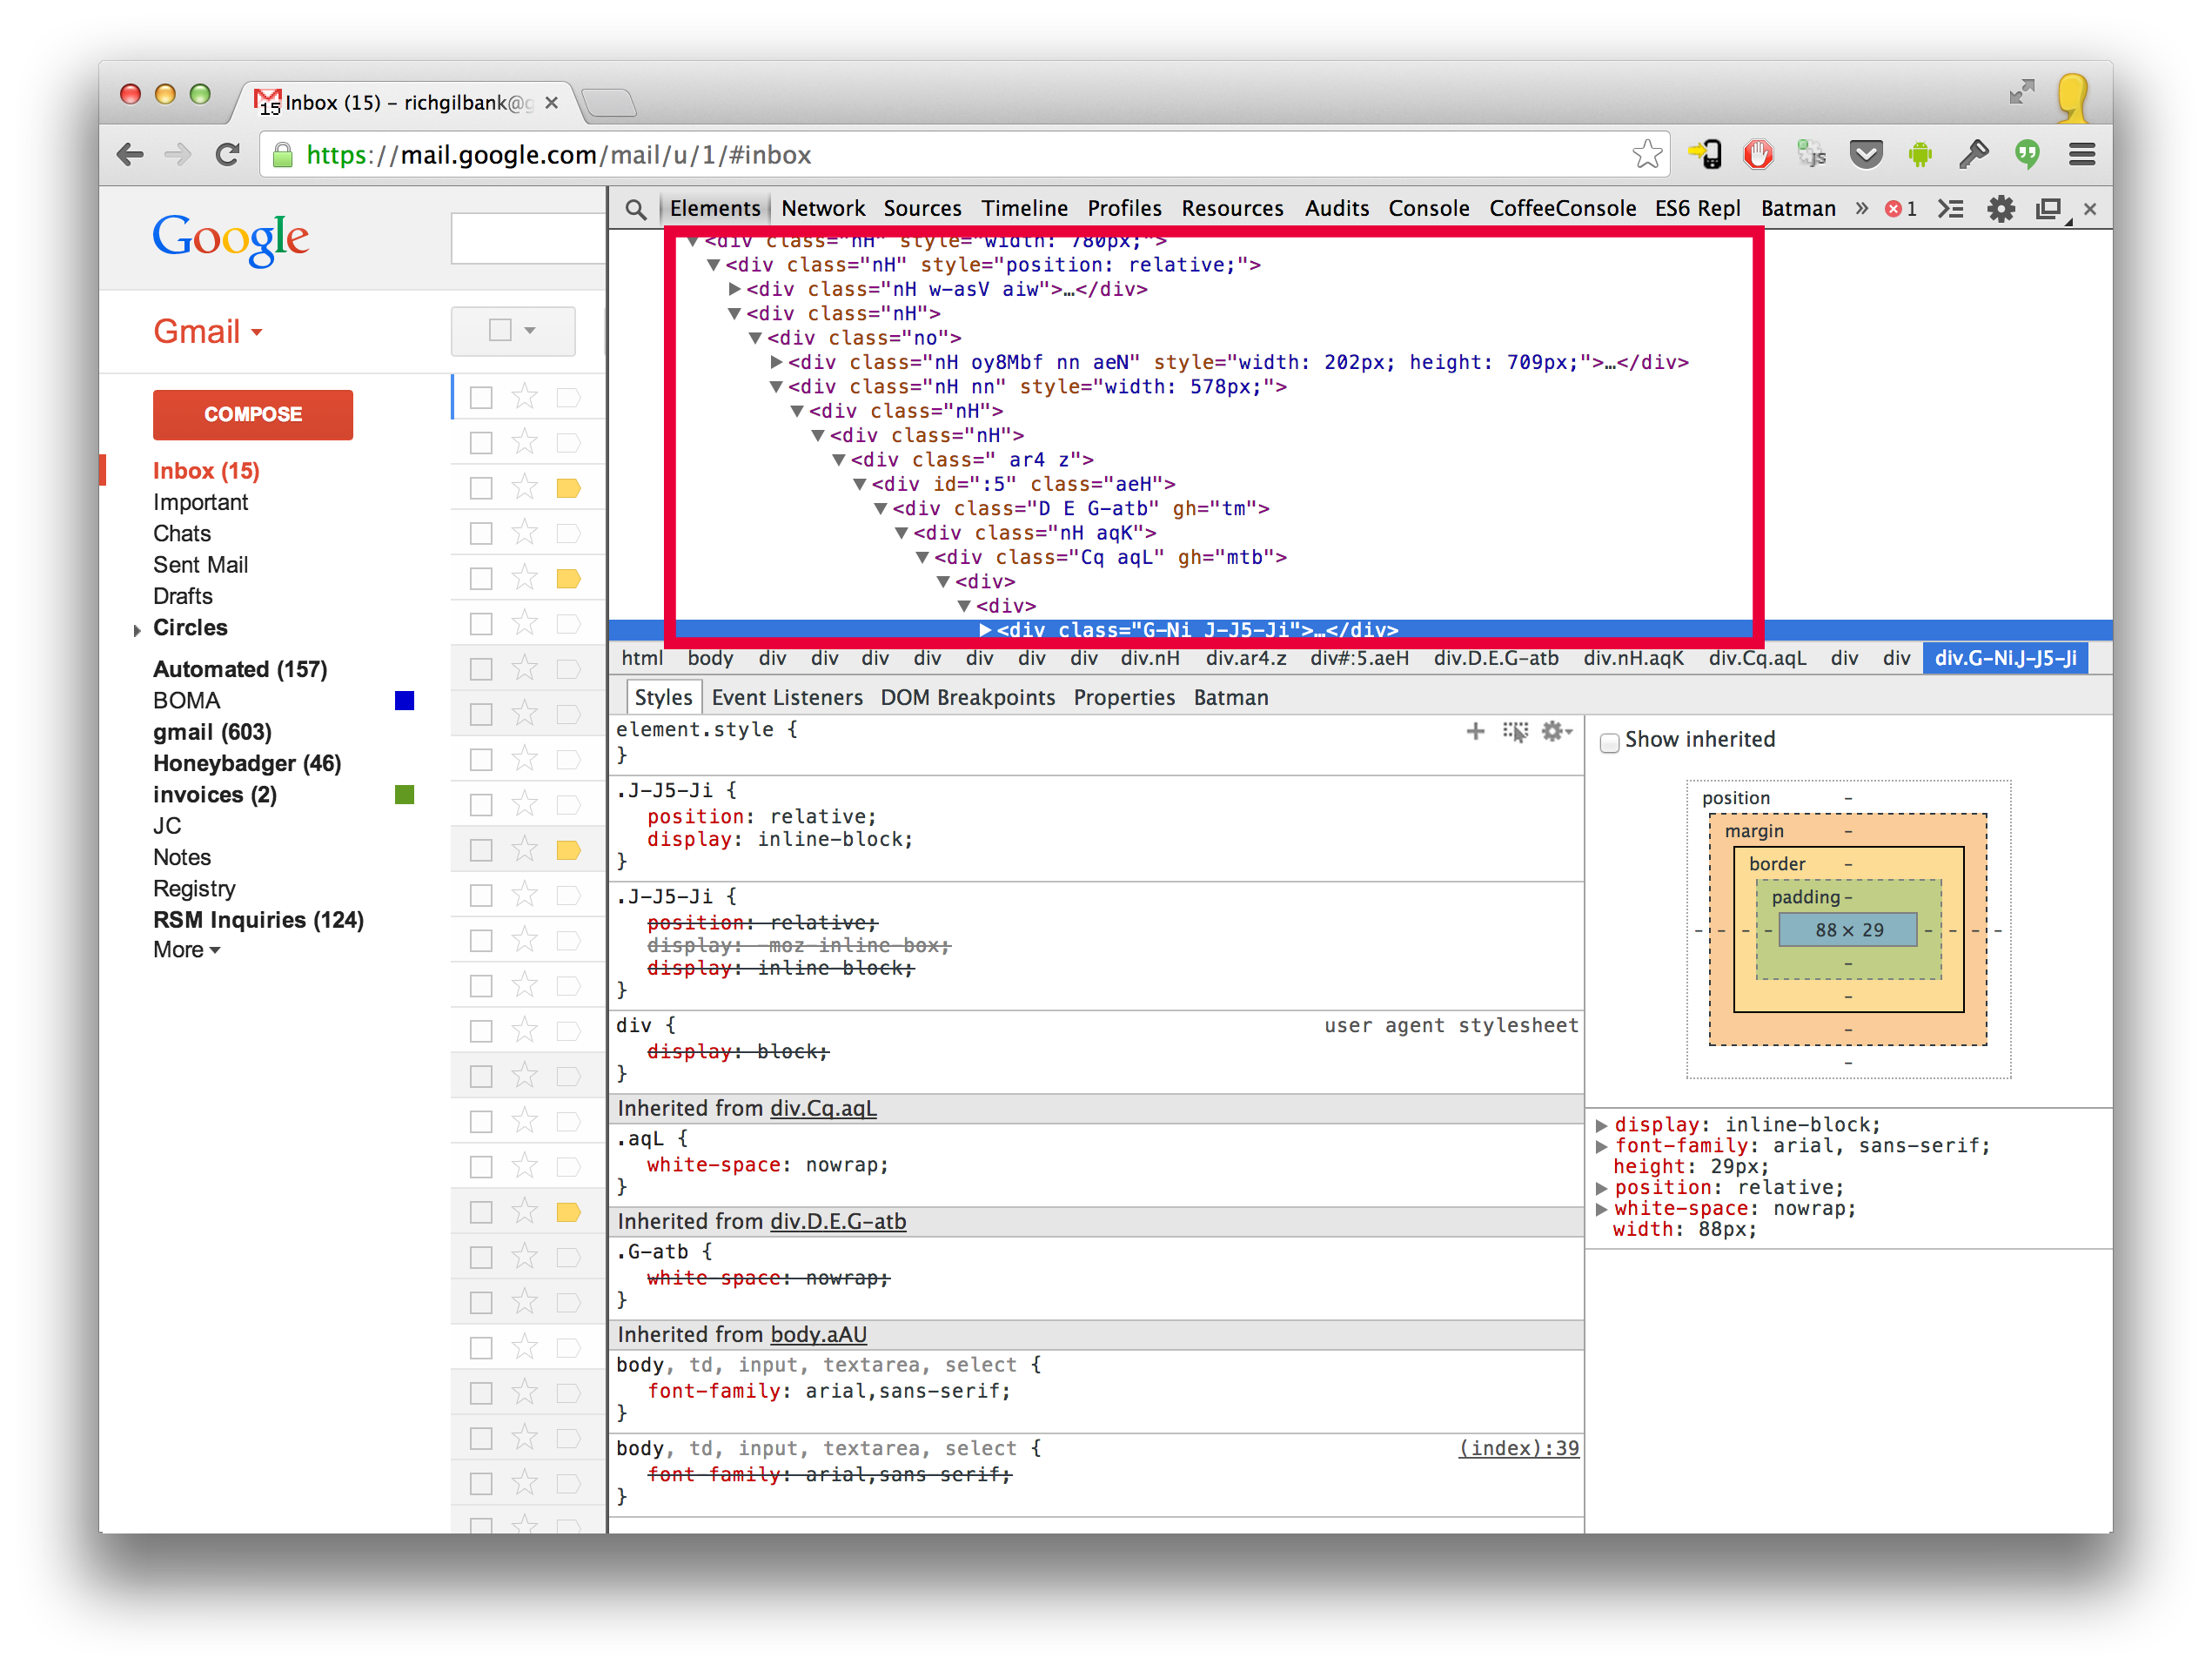 15 Inbox (15) – richgilbank@g
https://mail.google.com/mail/u/1/#inbox
JS
Google
Gmail
COMPOSE
Inbox (15)
Important
Chats
Sent Mail
Drafts
Circles
Automated (157)
BOMA
gmail (603)
Honeybadger (46)
invoices (2)
JC
Notes
Registry
RSM Inquiries (124)
More
Elements Network Sources Timeline Profiles Resources Audits Console CoffeeConsole ES6 Repl Batman » 1
<div class="nH" style="width: 780px;">
<div class="nH" style="position: relative;">
<div class="nH w-asV aiw">…</div>
<div class="nH">
<div class="no">
<div class="nH oy8Mbf nn aeN" style="width: 202px; height: 709px;">…</div>
<div class="nH nn" style="width: 578px;">
<div class="nH">
<div class="nH">
<div class=" ar4 z">
<div id=":5" class="aeH">
<div class="D E G-atb" gh="tm">
<div class="nH aqK">
<div class="Cq aqL" gh="mtb">
<div>
<div>
<div class="G-Ni J-J5-Ji">…</div>
html body div div div div div div div div.nH div.ar4.z div#:5.aeH div.D.E.G-atb div.nH.aqK div.Cq.aqL div div div.G-Ni.J-J5-Ji
Styles Event Listeners DOM Breakpoints Properties Batman
element.style {
}
.J-J5-Ji {
position: relative;
display: inline-block;
}
.J-J5-Ji {
position: relative;
display: -moz-inline-box;
display: inline-block;
}
div { user agent stylesheet
display: block;
}
Inherited from div.Cq.aqL
.aqL {
white-space: nowrap;
}
Inherited from div.D.E.G-atb
.G-atb {
white-space: nowrap;
}
Inherited from body.aAU
body, td, input, textarea, select {
font-family: arial,sans-serif;
}
body, td, input, textarea, select { (index):39
font-family: arial,sans-serif;
}
Show inherited
position –
margin –
border –
padding –
– – – – 88 × 29 – – – –
–
–
–
–
display: inline-block;
font-family: arial, sans-serif;
height: 29px;
position: relative;
white-space: nowrap;
width: 88px;